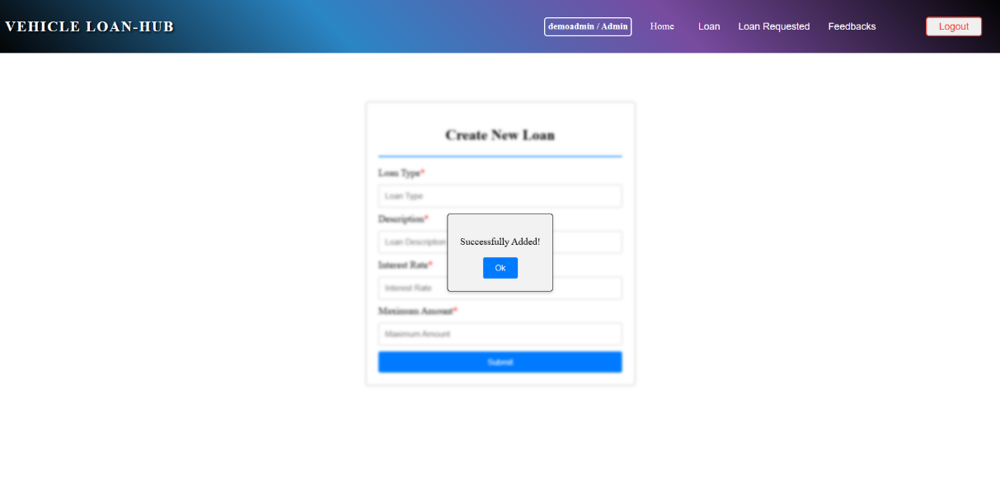 VEHICLE LOAN-HUB
demoadmin / Admin Home Loan Loan Requested Feedbacks Logout
Create New Loan
Loan Type*
Loan Type
Description*
Loan Description
Successfully Added!
Interest Rate*
Ok
Interest Rate
Maximum Amount*
Maximum Amount
Submit